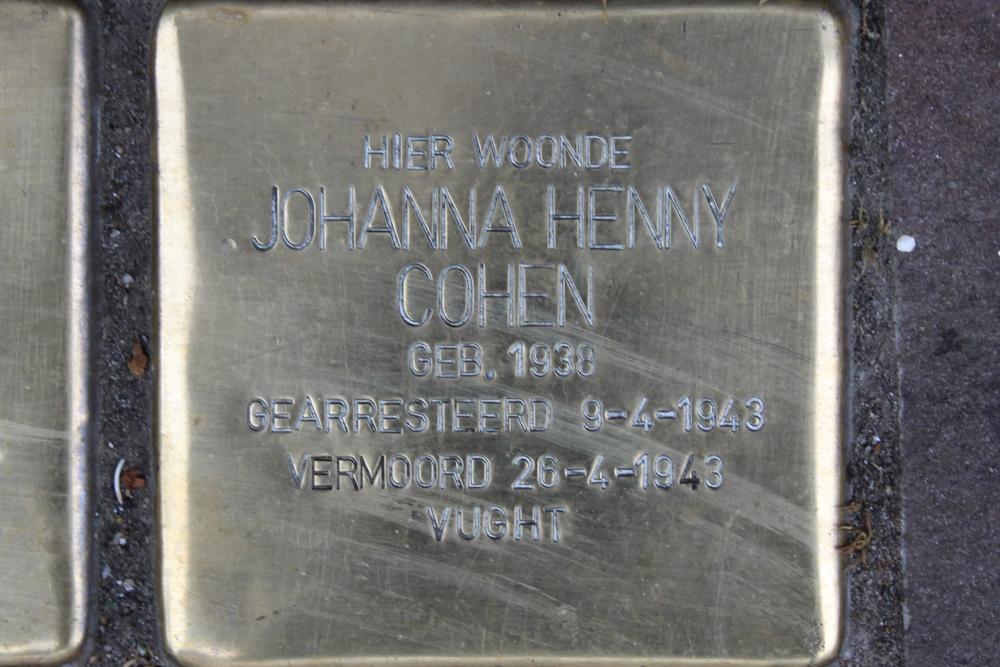 HIER WOONDE
JOHANNA HENNY
COHEN
GEB. 1938
GEARRESTEERD 9-4-1943
VERMOORD 26-4-1943
VUGHT